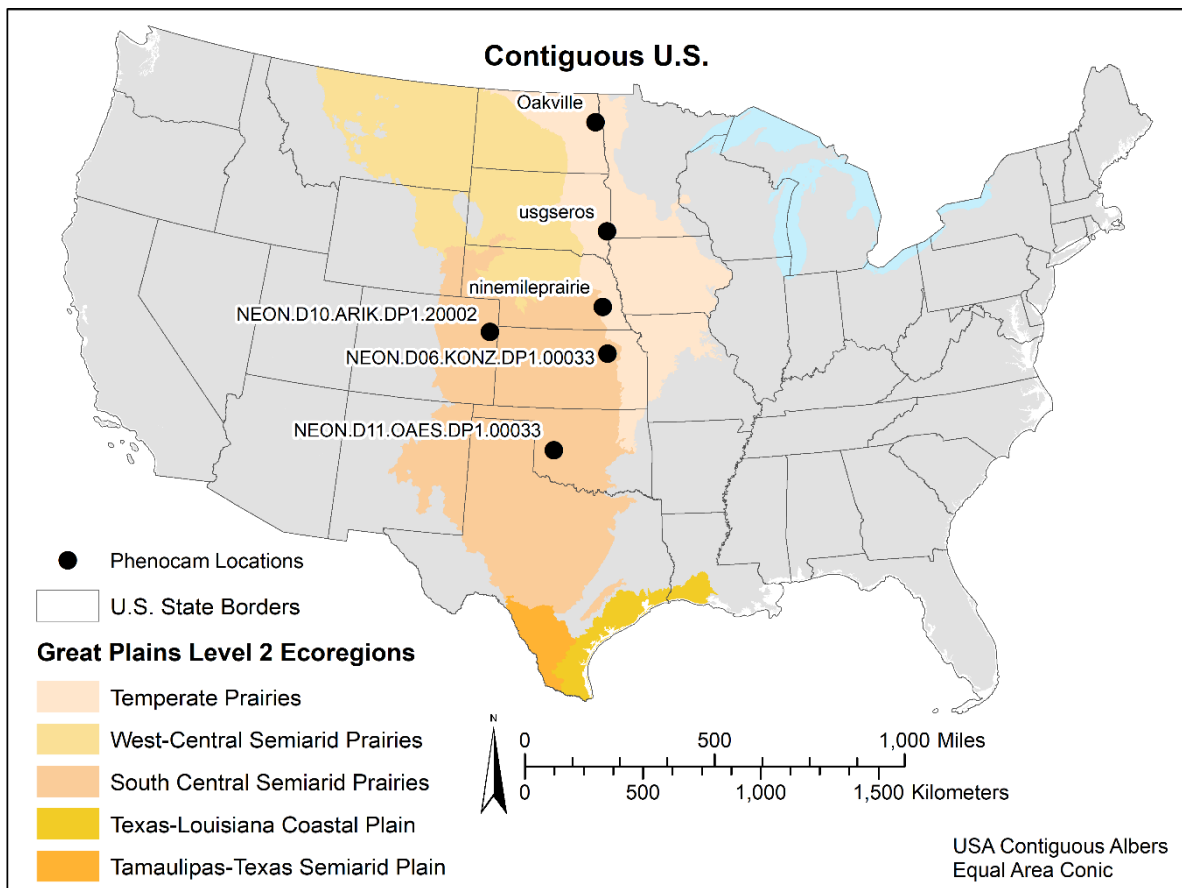 Contiguous U.S.
Oakville
usgseros
ninemileprairie
NEON.D10.ARIK.DP1.20002
NEON.D06.KONZ.DP1.00033
NEON.D11.OAES.DP1.00033
Phenocam Locations
U.S. State Borders
Great Plains Level 2 Ecoregions
Temperate Prairies
West-Central Semiarid Prairies
South Central Semiarid Prairies
Texas-Louisiana Coastal Plain
Tamaulipas-Texas Semiarid Plain
N
0 500 1,000 Miles
0 500 1,000 1,500 Kilometers
USA Contiguous Albers
Equal Area Conic